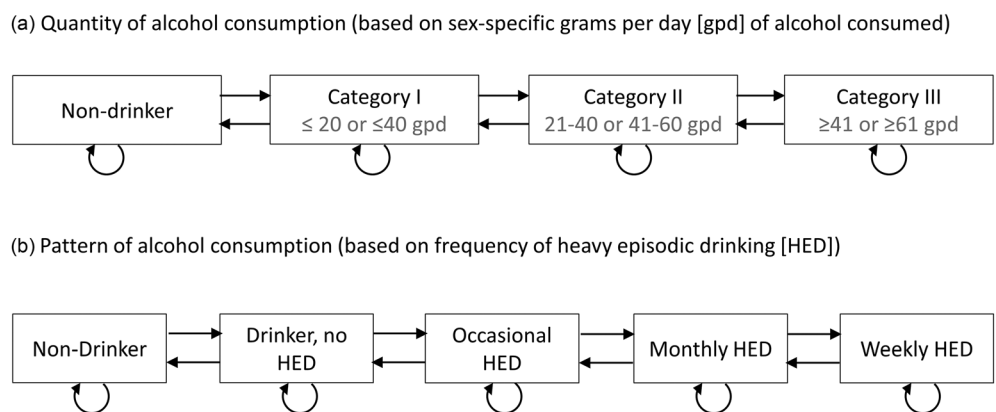 (a) Quantity of alcohol consumption (based on sex-specific grams per day [gpd] of alcohol consumed)
Non-drinker
Category I
≤ 20 or ≤40 gpd
Category II
21-40 or 41-60 gpd
Category III
≥41 or ≥61 gpd
(b) Pattern of alcohol consumption (based on frequency of heavy episodic drinking [HED])
Non-Drinker
Drinker, no
HED
Occasional
HED
Monthly HED
Weekly HED